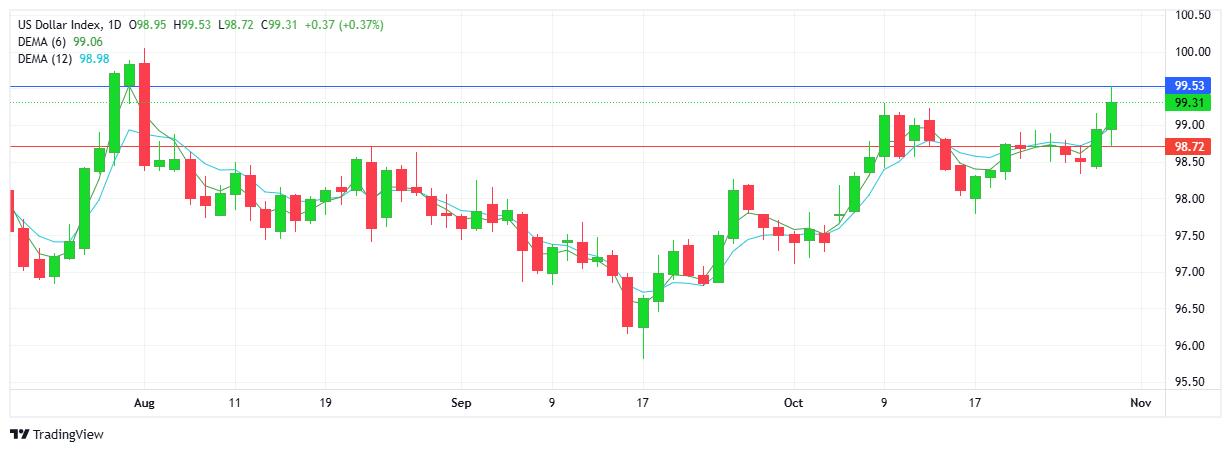 US Dollar Index, 1D O98.95 H99.53 L98.72 C99.31 +0.37 (+0.37%)
DEMA (6) 99.06
DEMA (12) 98.98
100.50
100.00
99.53
99.31
99.00
98.72
98.50
98.00
97.50
97.00
96.50
96.00
95.50
Aug 11 19 Sep 9 17 Oct 9 17 Nov
TradingView